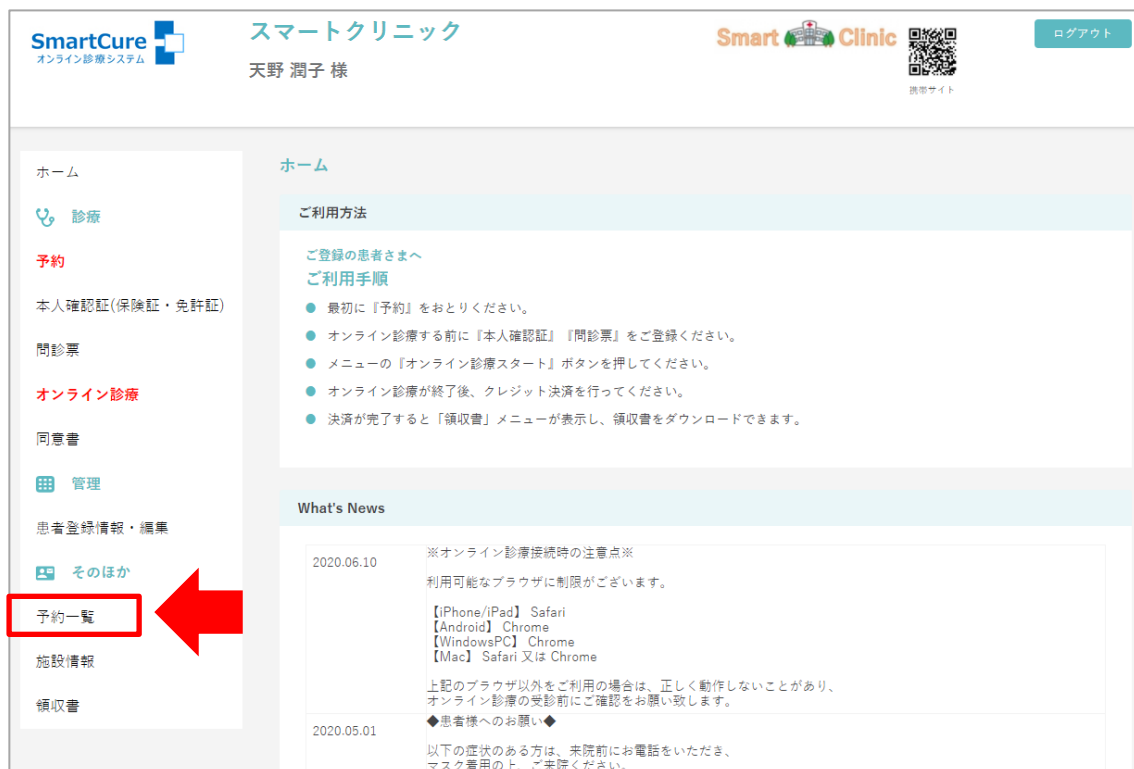 SmartCure
オンライン診療システム
スマートクリニック
天野 潤子 様
Smart Clinic
携帯サイト
ログアウト
ホーム
診療
予約
本人確認証(保険証・免許証)
問診票
オンライン診療
同意書
管理
患者登録情報・編集
そのほか
予約一覧
施設情報
領収書
ホーム
ご利用方法
ご登録の患者さまへ
ご利用手順
● 最初に『予約』をおとりください。
● オンライン診療する前に『本人確認証』『問診票』をご登録ください。
● メニューの『オンライン診療スタート』ボタンを押してください。
● オンライン診療が終了後、クレジット決済を行ってください。
● 決済が完了すると「領収書」メニューが表示し、領収書をダウンロードできます。
What's News
2020.06.10
※オンライン診療接続時の注意点※
利用可能なブラウザに制限がございます。
【iPhone/iPad】 Safari
【Android】 Chrome
【WindowsPC】 Chrome
【Mac】 Safari 又は Chrome
上記のブラウザ以外をご利用の場合は、正しく動作しないことがあり、
オンライン診療の受診前にご確認をお願い致します。
2020.05.01
◆患者様へのお願い◆
以下の症状のある方は、来院前にお電話をいただき、
マスク着用の上、ご来院ください。